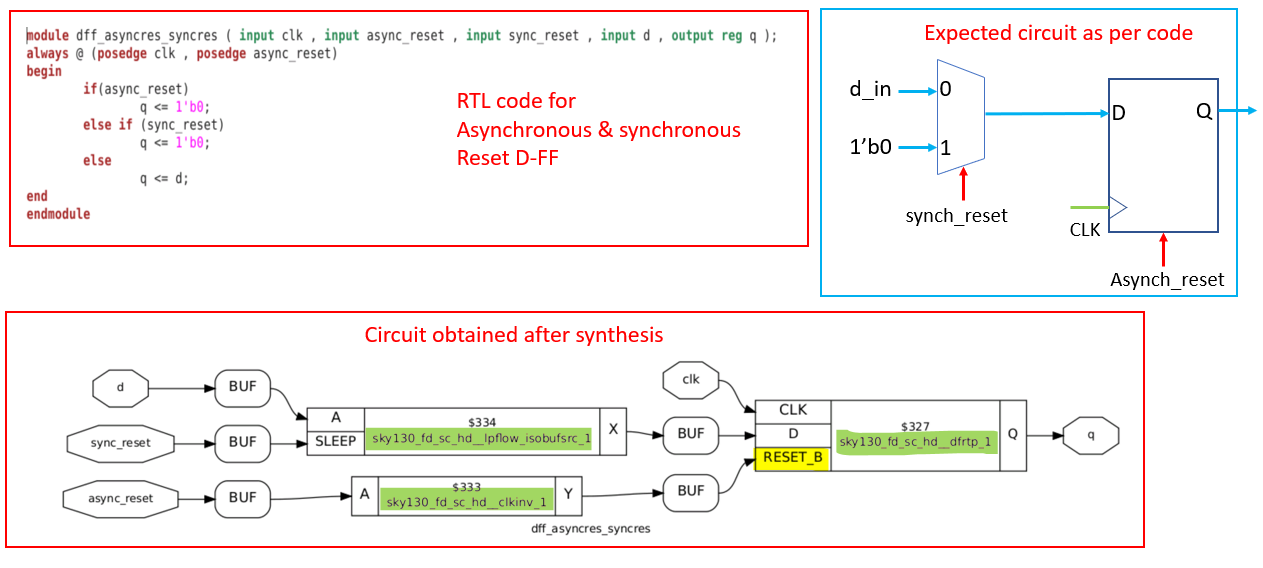 module dff_asyncres_syncres ( input clk , input async_reset , input sync_reset , input d , output reg q );
always @ (posedge clk , posedge async_reset)
begin
if(async_reset)
q <= 1'b0;
else if (sync_reset)
q <= 1'b0;
else
q <= d;
end
endmodule
RTL code for
Asynchronous & synchronous
Reset D-FF
Expected circuit as per code
d_in
0
1’b0
1
synch_reset
D
Q
CLK
Asynch_reset
Circuit obtained after synthesis
d
BUF
sync_reset
BUF
async_reset
BUF
A
SLEEP
$334
sky130_fd_sc_hd__lpflow_isobufsrc_1
X
A
$333
sky130_fd_sc_hd__clkinv_1
Y
BUF
BUF
clk
CLK
D
RESET_B
$327
sky130_fd_sc_hd__dfrtp_1
Q
q
dff_asyncres_syncres